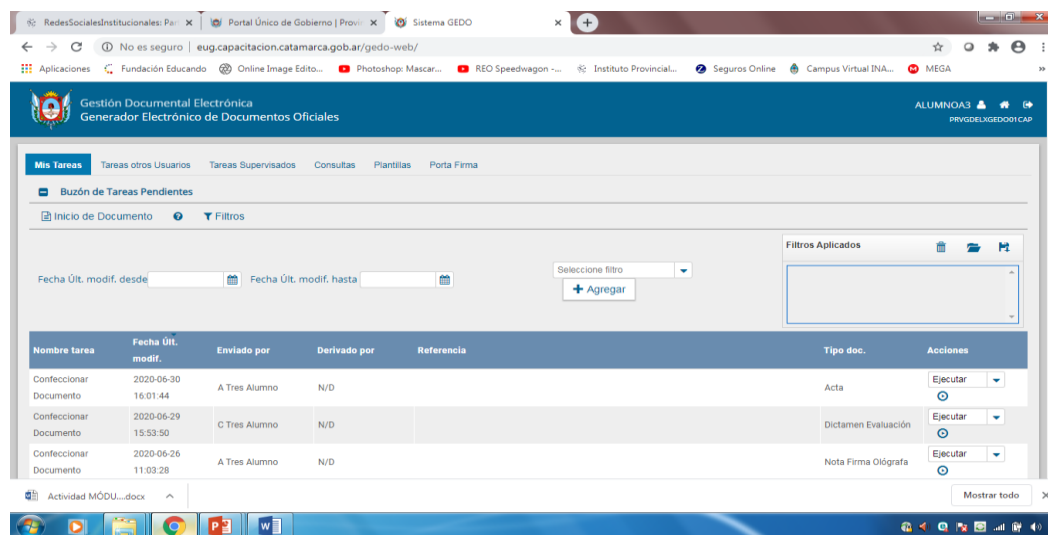 RedesSocialesInstitucionales: Par
Portal Único de Gobierno | Provin
Sistema GEDO
No es seguro | eug.capacitacion.catamarca.gob.ar/gedo-web/
Aplicaciones
Fundación Educando
Online Image Edito...
Photoshop: Mascar...
REO Speedwagon -...
Instituto Provincial...
Seguros Online
Campus Virtual INA...
MEGA
Gestión Documental Electrónica
Generador Electrónico de Documentos Oficiales
ALUMNOA3
PRVGDELXGEDO01CAP
Mis Tareas
Tareas otros Usuarios
Tareas Supervisados
Consultas
Plantillas
Porta Firma
Buzón de Tareas Pendientes
Inicio de Documento
Filtros
Filtros Aplicados
Fecha Últ. modif. desde
Fecha Últ. modif. hasta
Seleccione filtro
Agregar
Nombre tarea
Fecha Últ. modif.
Enviado por
Derivado por
Referencia
Tipo doc.
Acciones
Confeccionar Documento
2020-06-30 16:01:44
A Tres Alumno
N/D
Acta
Ejecutar
Confeccionar Documento
2020-06-29 15:53:50
C Tres Alumno
N/D
Dictamen Evaluación
Ejecutar
Confeccionar Documento
2020-06-26 11:03:28
A Tres Alumno
N/D
Nota Firma Ológrafa
Ejecutar
Actividad MÓDU....docx
Mostrar todo